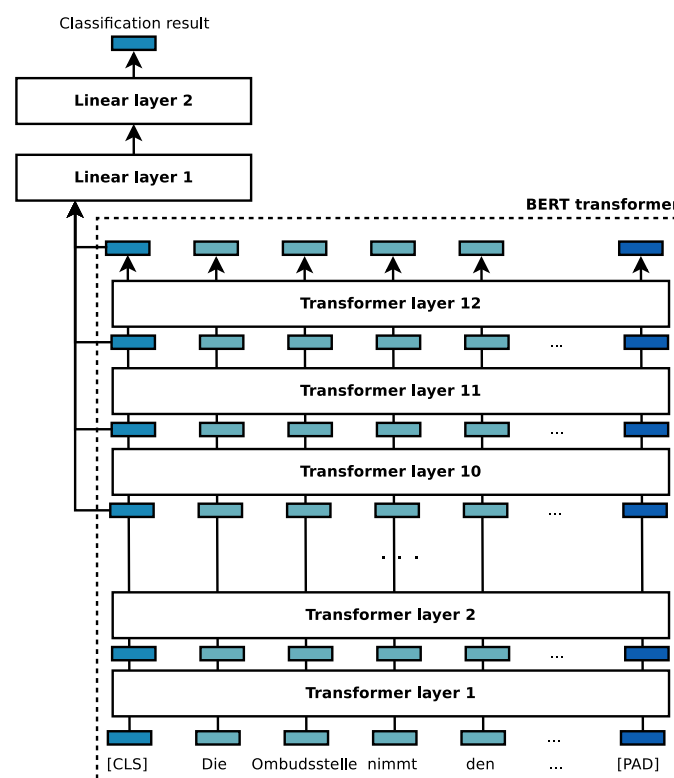 Classification result
Linear layer 2
Linear layer 1
BERT transformer
Transformer layer 12
...
Transformer layer 11
...
Transformer layer 10
...
. . .
Transformer layer 2
...
Transformer layer 1
...
[CLS] Die Ombudsstelle nimmt den ... [PAD]